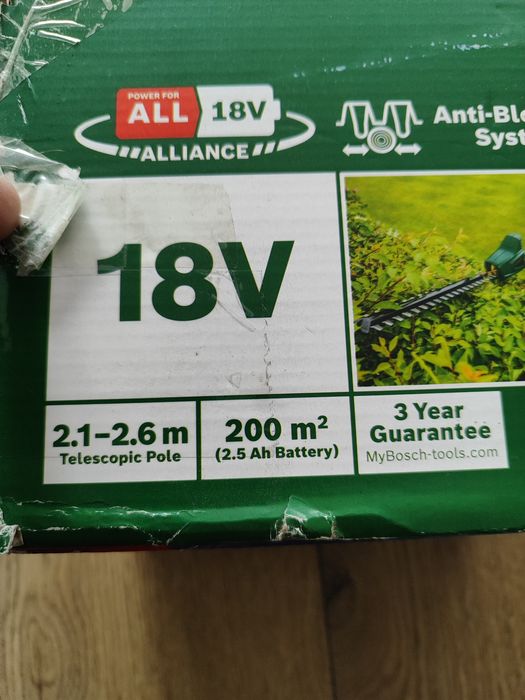 POWER FOR
ALL 18V
ALLIANCE
Anti-Blo
Syst
18V
2.1–2.6 m
Telescopic Pole
200 m²
(2.5 Ah Battery)
3 Year
Guarantee
MyBosch-tools.com